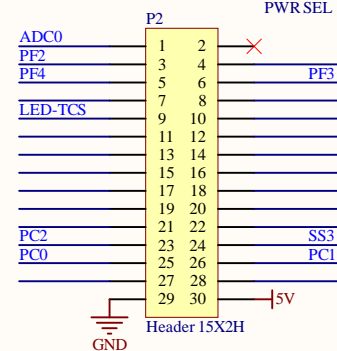 PWR SEL
P2
ADC0 1 2
PF2 3 4
PF4 5 6 PF3
7 8
LED-TCS 9 10
11 12
13 14
15 16
17 18
19 20
21 22
PC2 23 24 SS3
PC0 25 26 PC1
27 28
29 30 5V
Header 15X2H
GND